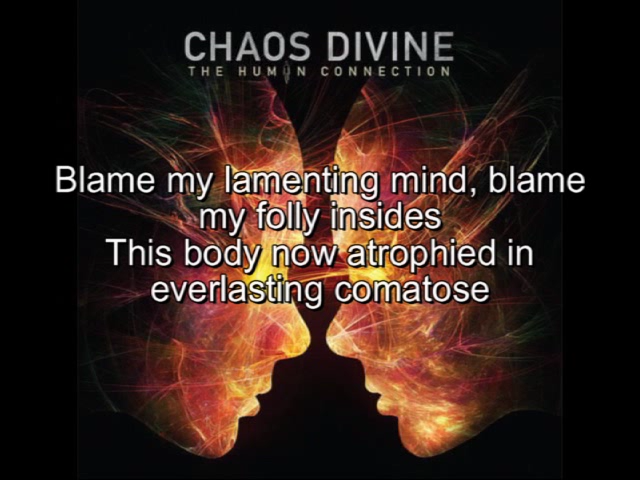 CHAOS DIVINE
THE HUMAN CONNECTION
Blame my lamenting mind, blame
my folly insides
This body now atrophied in
everlasting comatose